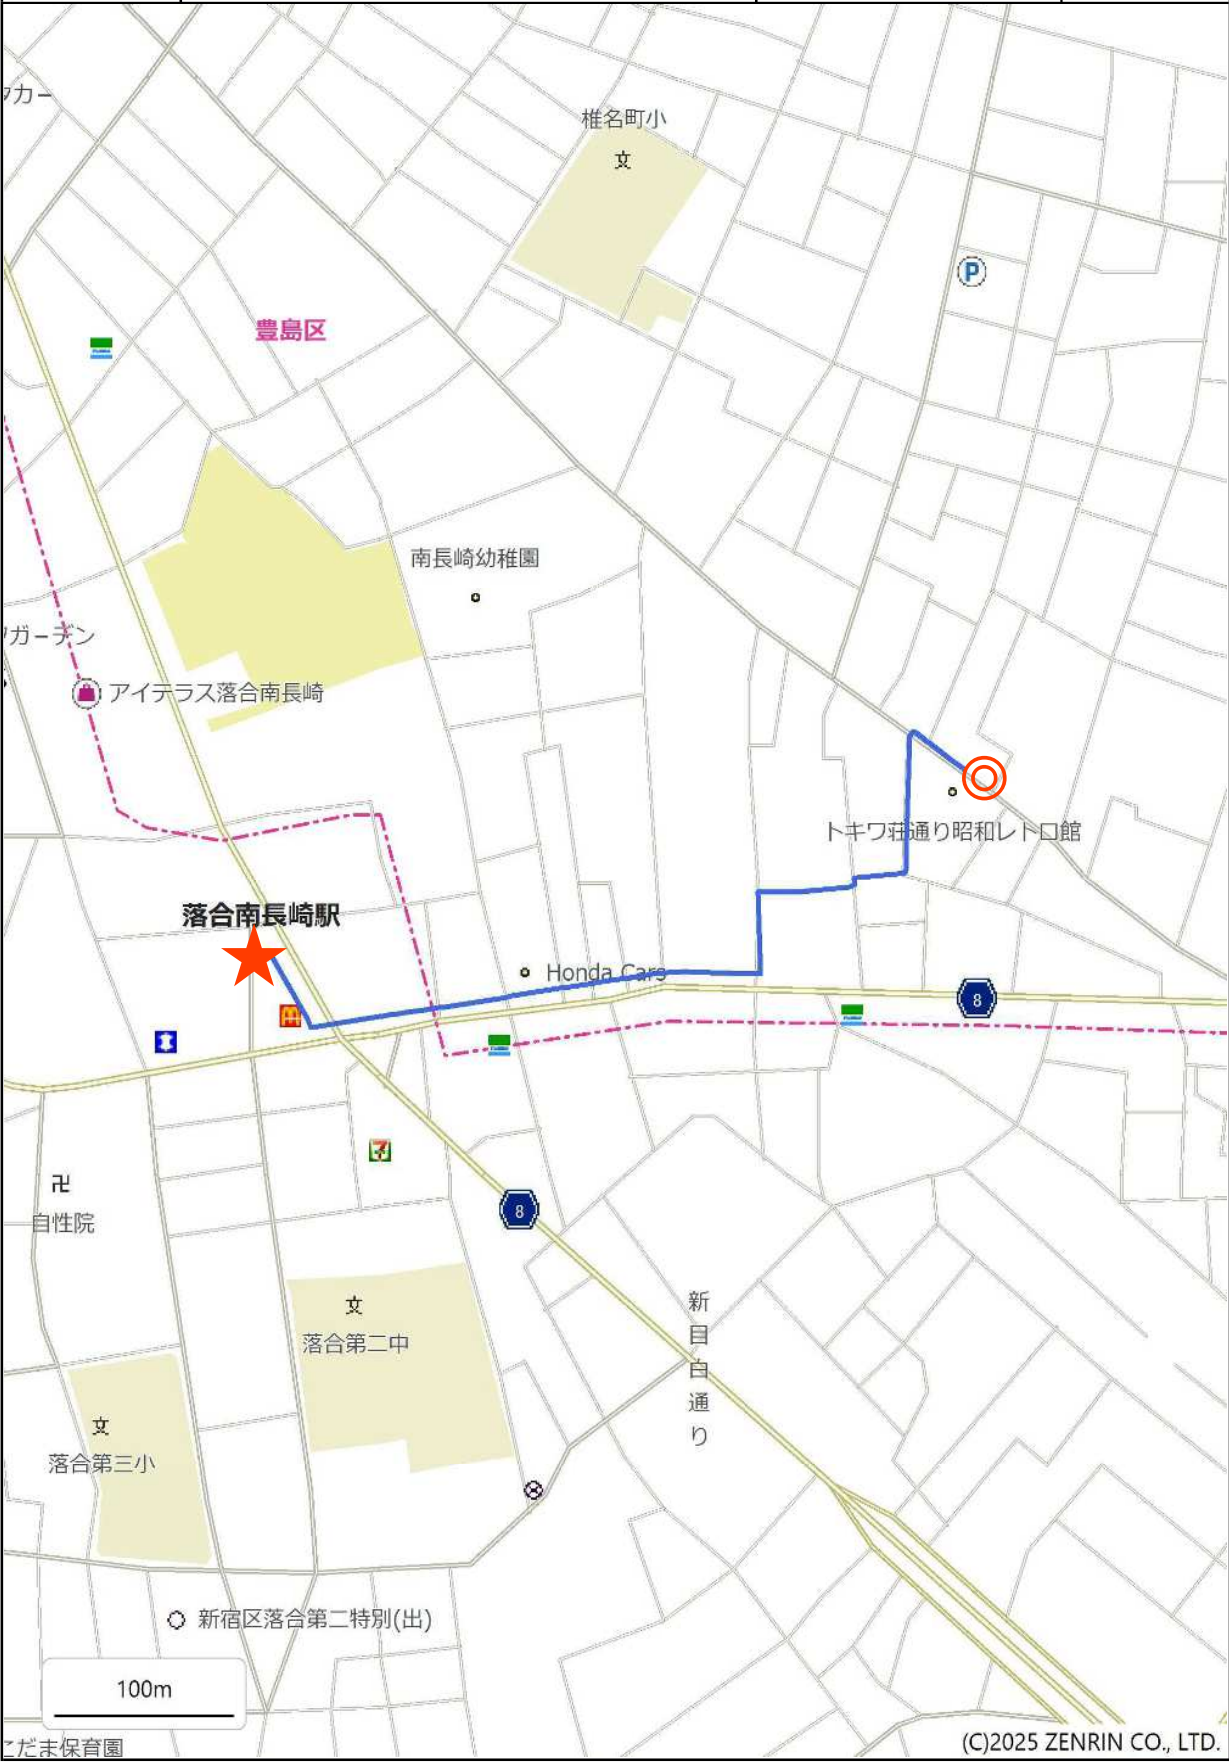 椎名町小
文
P
豊島区
南長崎幼稚園
ガーデン
アイテラス落合南長崎
トキワ荘通り昭和レトロ館
落合南長崎駅
Honda Cars
8
7
卍
自性院
8
文
落合第二中
新目白通り
文
落合第三小
新宿区落合第二特別(出)
100m
こだま保育園
(C)2025 ZENRIN CO., LTD.